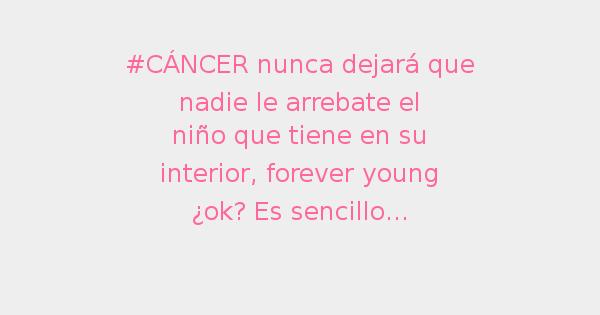 #CÁNCER nunca dejará que
nadie le arrebate el
niño que tiene en su
interior, forever young
¿ok? Es sencillo...